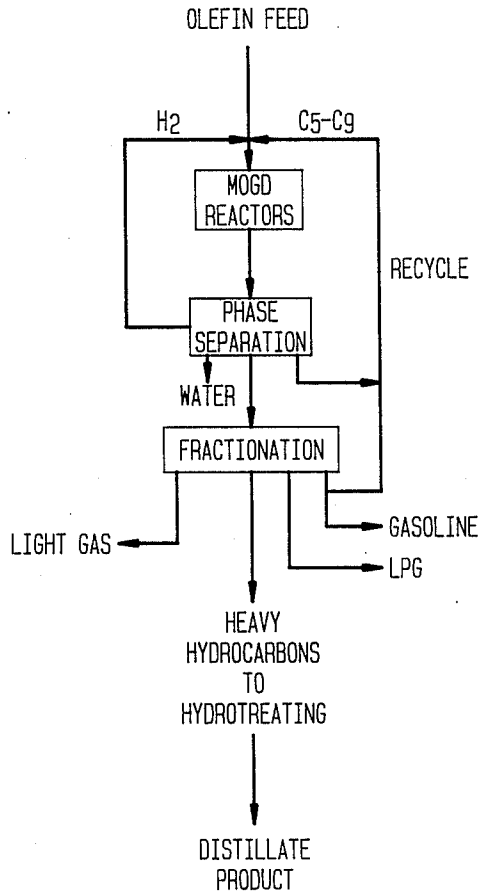 OLEFIN FEED
H2
C5-C9
MOGD
REACTORS
RECYCLE
PHASE
SEPARATION
WATER
FRACTIONATION
GASOLINE
LIGHT GAS
LPG
HEAVY
HYDROCARBONS
TO
HYDROTREATING
DISTILLATE
PRODUCT